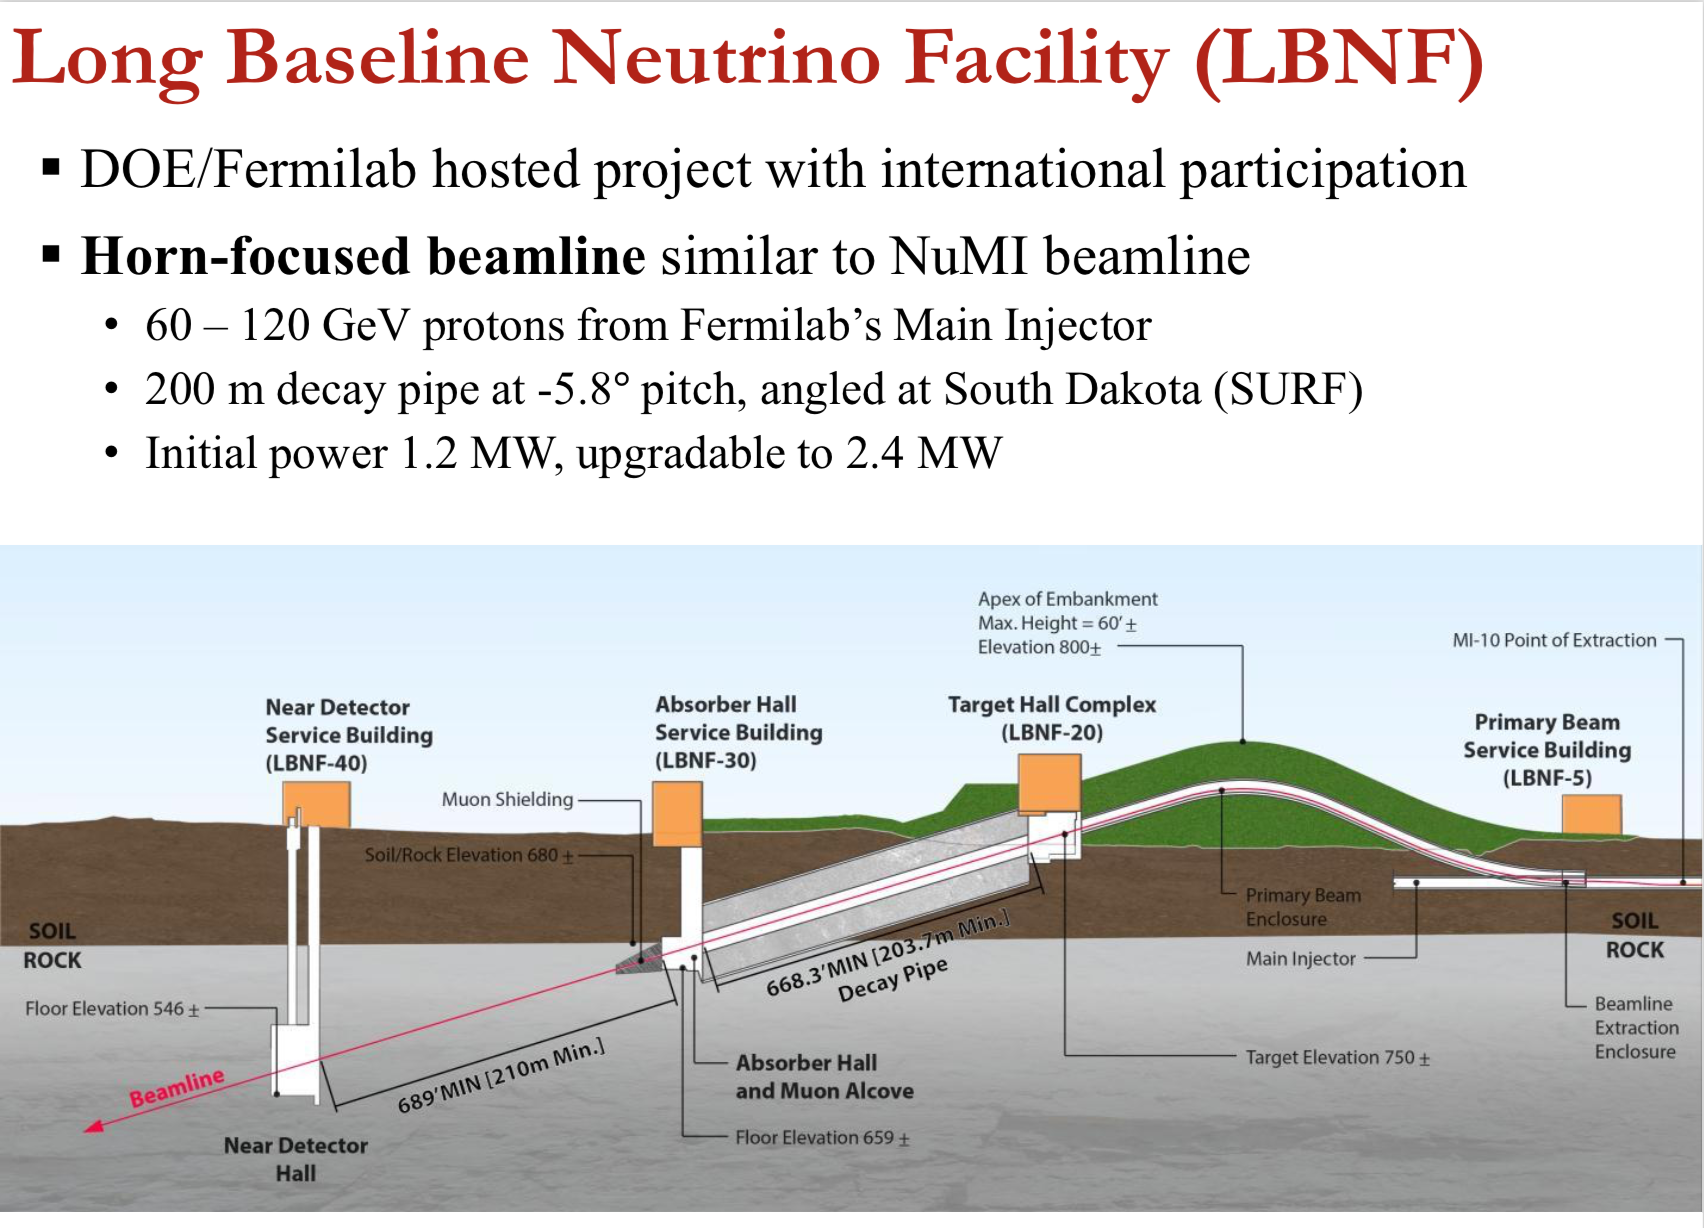 Long Baseline Neutrino Facility (LBNF)
▪ DOE/Fermilab hosted project with international participation
▪ Horn-focused beamline similar to NuMI beamline
• 60 – 120 GeV protons from Fermilab’s Main Injector
• 200 m decay pipe at -5.8° pitch, angled at South Dakota (SURF)
• Initial power 1.2 MW, upgradable to 2.4 MW
Apex of Embankment
Max. Height = 60' ±
Elevation 800±
MI-10 Point of Extraction
Near Detector
Service Building
(LBNF-40)
Absorber Hall
Service Building
(LBNF-30)
Target Hall Complex
(LBNF-20)
Primary Beam
Service Building
(LBNF-5)
Muon Shielding
Soil/Rock Elevation 680 ±
Primary Beam
Enclosure
SOIL
ROCK
SOIL
ROCK
Main Injector
668.3'MIN [203.7m Min.]
Decay Pipe
Floor Elevation 546 ±
Beamline
Extraction
Enclosure
689'MIN [210m Min.]
Target Elevation 750 ±
Absorber Hall
and Muon Alcove
Beamline
Floor Elevation 659 ±
Near Detector
Hall